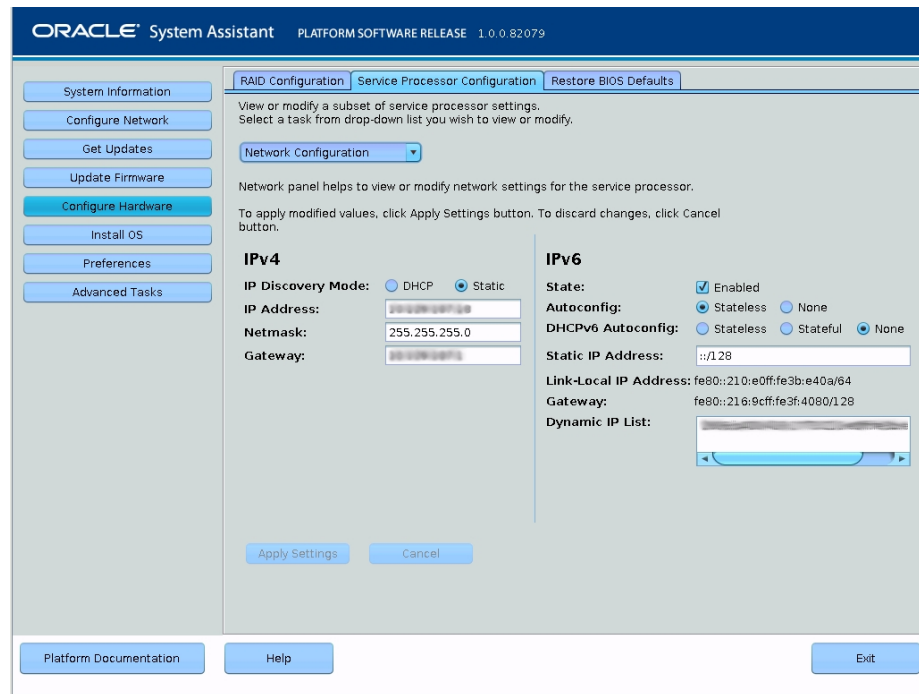 ORACLE System Assistant PLATFORM SOFTWARE RELEASE 1.0.0.82079
System Information
Configure Network
Get Updates
Update Firmware
Configure Hardware
Install OS
Preferences
Advanced Tasks
RAID Configuration Service Processor Configuration Restore BIOS Defaults
View or modify a subset of service processor settings.
Select a task from drop-down list you wish to view or modify.
Network Configuration
Network panel helps to view or modify network settings for the service processor.
To apply modified values, click Apply Settings button. To discard changes, click Cancel
button.
IPv4
IP Discovery Mode: DHCP Static
IP Address:
Netmask: 255.255.255.0
Gateway:
IPv6
State: Enabled
Autoconfig: Stateless None
DHCPv6 Autoconfig: Stateless Stateful None
Static IP Address: ::/128
Link-Local IP Address: fe80::210:e0ff:fe3b:e40a/64
Gateway: fe80::216:9cff:fe3f:4080/128
Dynamic IP List:
Apply Settings Cancel
Platform Documentation Help Exit